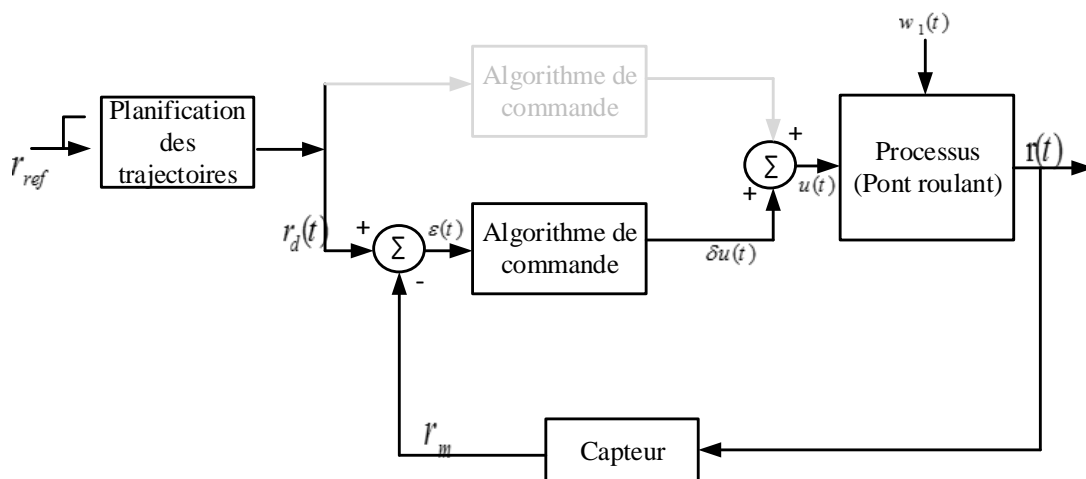 w₁(t)
Algorithme de
commande
Planification
des
trajectoires
r_ref
+
Σ
+
u(t)
Processus
(Pont roulant)
r(t)
r_d(t)
+
Σ
-
ε(t)
Algorithme de
commande
δu(t)
r_m
Capteur